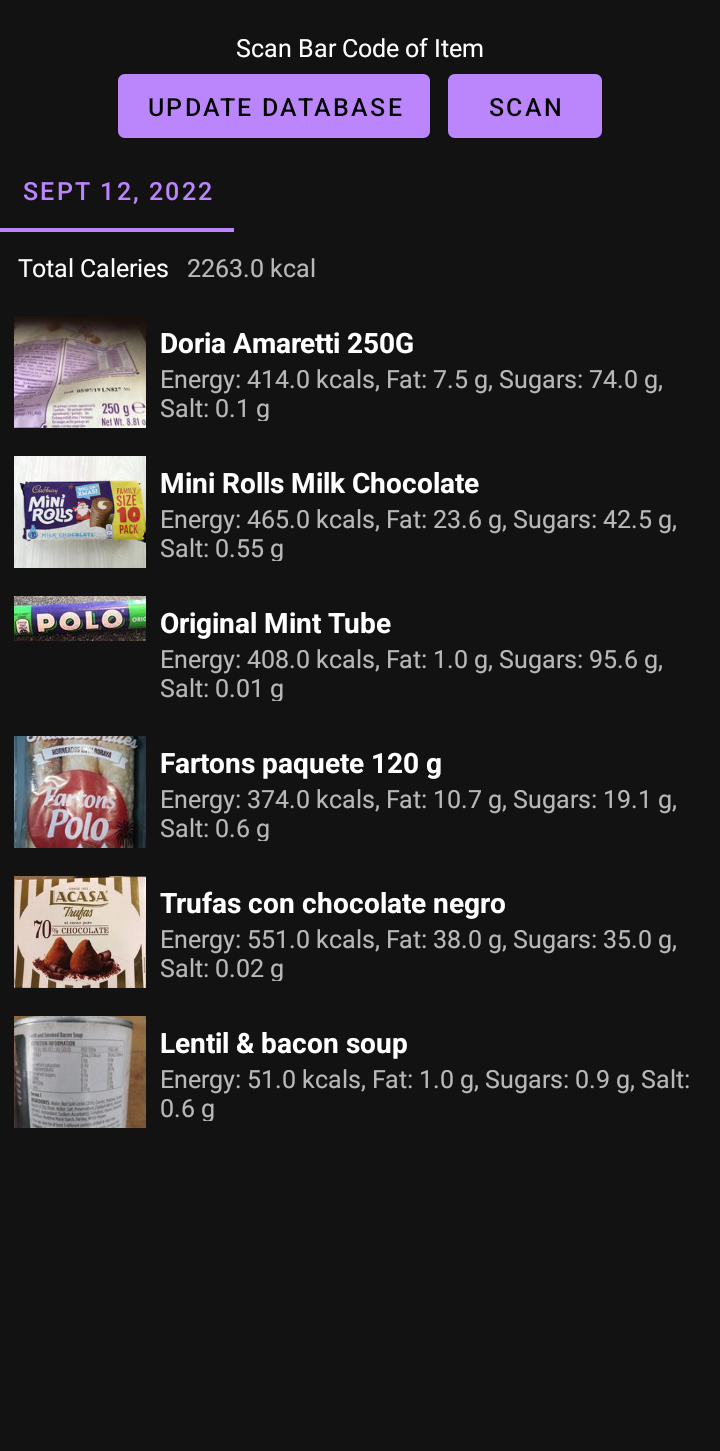 Scan Bar Code of Item
UPDATE DATABASE
SCAN
SEPT 12, 2022
Total Caleries 2263.0 kcal
05/07/19 LN827
250 g e
Net Wt. 8.81 o
Doria Amaretti 250G
Energy: 414.0 kcals, Fat: 7.5 g, Sugars: 74.0 g,
Salt: 0.1 g
Cadbury
MiNi
ROLLS
MILK CHOCOLATE
FAMILY
SIZE
10
PACK
Mini Rolls Milk Chocolate
Energy: 465.0 kcals, Fat: 23.6 g, Sugars: 42.5 g,
Salt: 0.55 g
POLO
Original Mint Tube
Energy: 408.0 kcals, Fat: 1.0 g, Sugars: 95.6 g,
Salt: 0.01 g
Fartons
Polo
Fartons paquete 120 g
Energy: 374.0 kcals, Fat: 10.7 g, Sugars: 19.1 g,
Salt: 0.6 g
LACASA
Trufas
70% CHOCOLATE
Trufas con chocolate negro
Energy: 551.0 kcals, Fat: 38.0 g, Sugars: 35.0 g,
Salt: 0.02 g
Lentil & bacon soup
Energy: 51.0 kcals, Fat: 1.0 g, Sugars: 0.9 g, Salt:
0.6 g